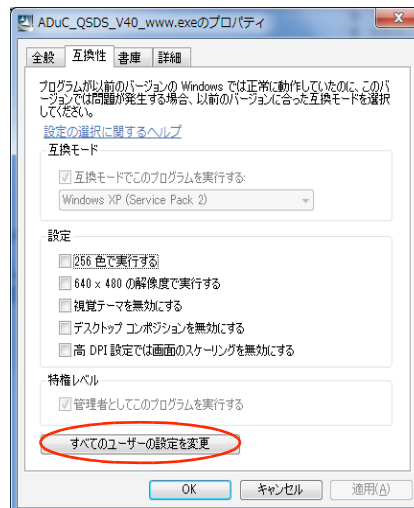 ADuC_QSDS_V40_www.exeのプロパティ
x
全般 互換性 書庫 詳細
プログラムが以前のバージョンの Windows では正常に動作していたのに、このバ
ージョンでは問題が発生する場合、以前のバージョンに合った互換モードを選択
してください。
設定の選択に関するヘルプ
互換モード
互換モードでこのプログラムを実行する:
Windows XP (Service Pack 2)
設定
256 色で実行する
640 x 480 の解像度で実行する
視覚テーマを無効にする
デスクトップ コンポジションを無効にする
高 DPI 設定では画面のスケーリングを無効にする
特権レベル
管理者としてこのプログラムを実行する
すべてのユーザーの設定を変更
OK キャンセル 適用(A)